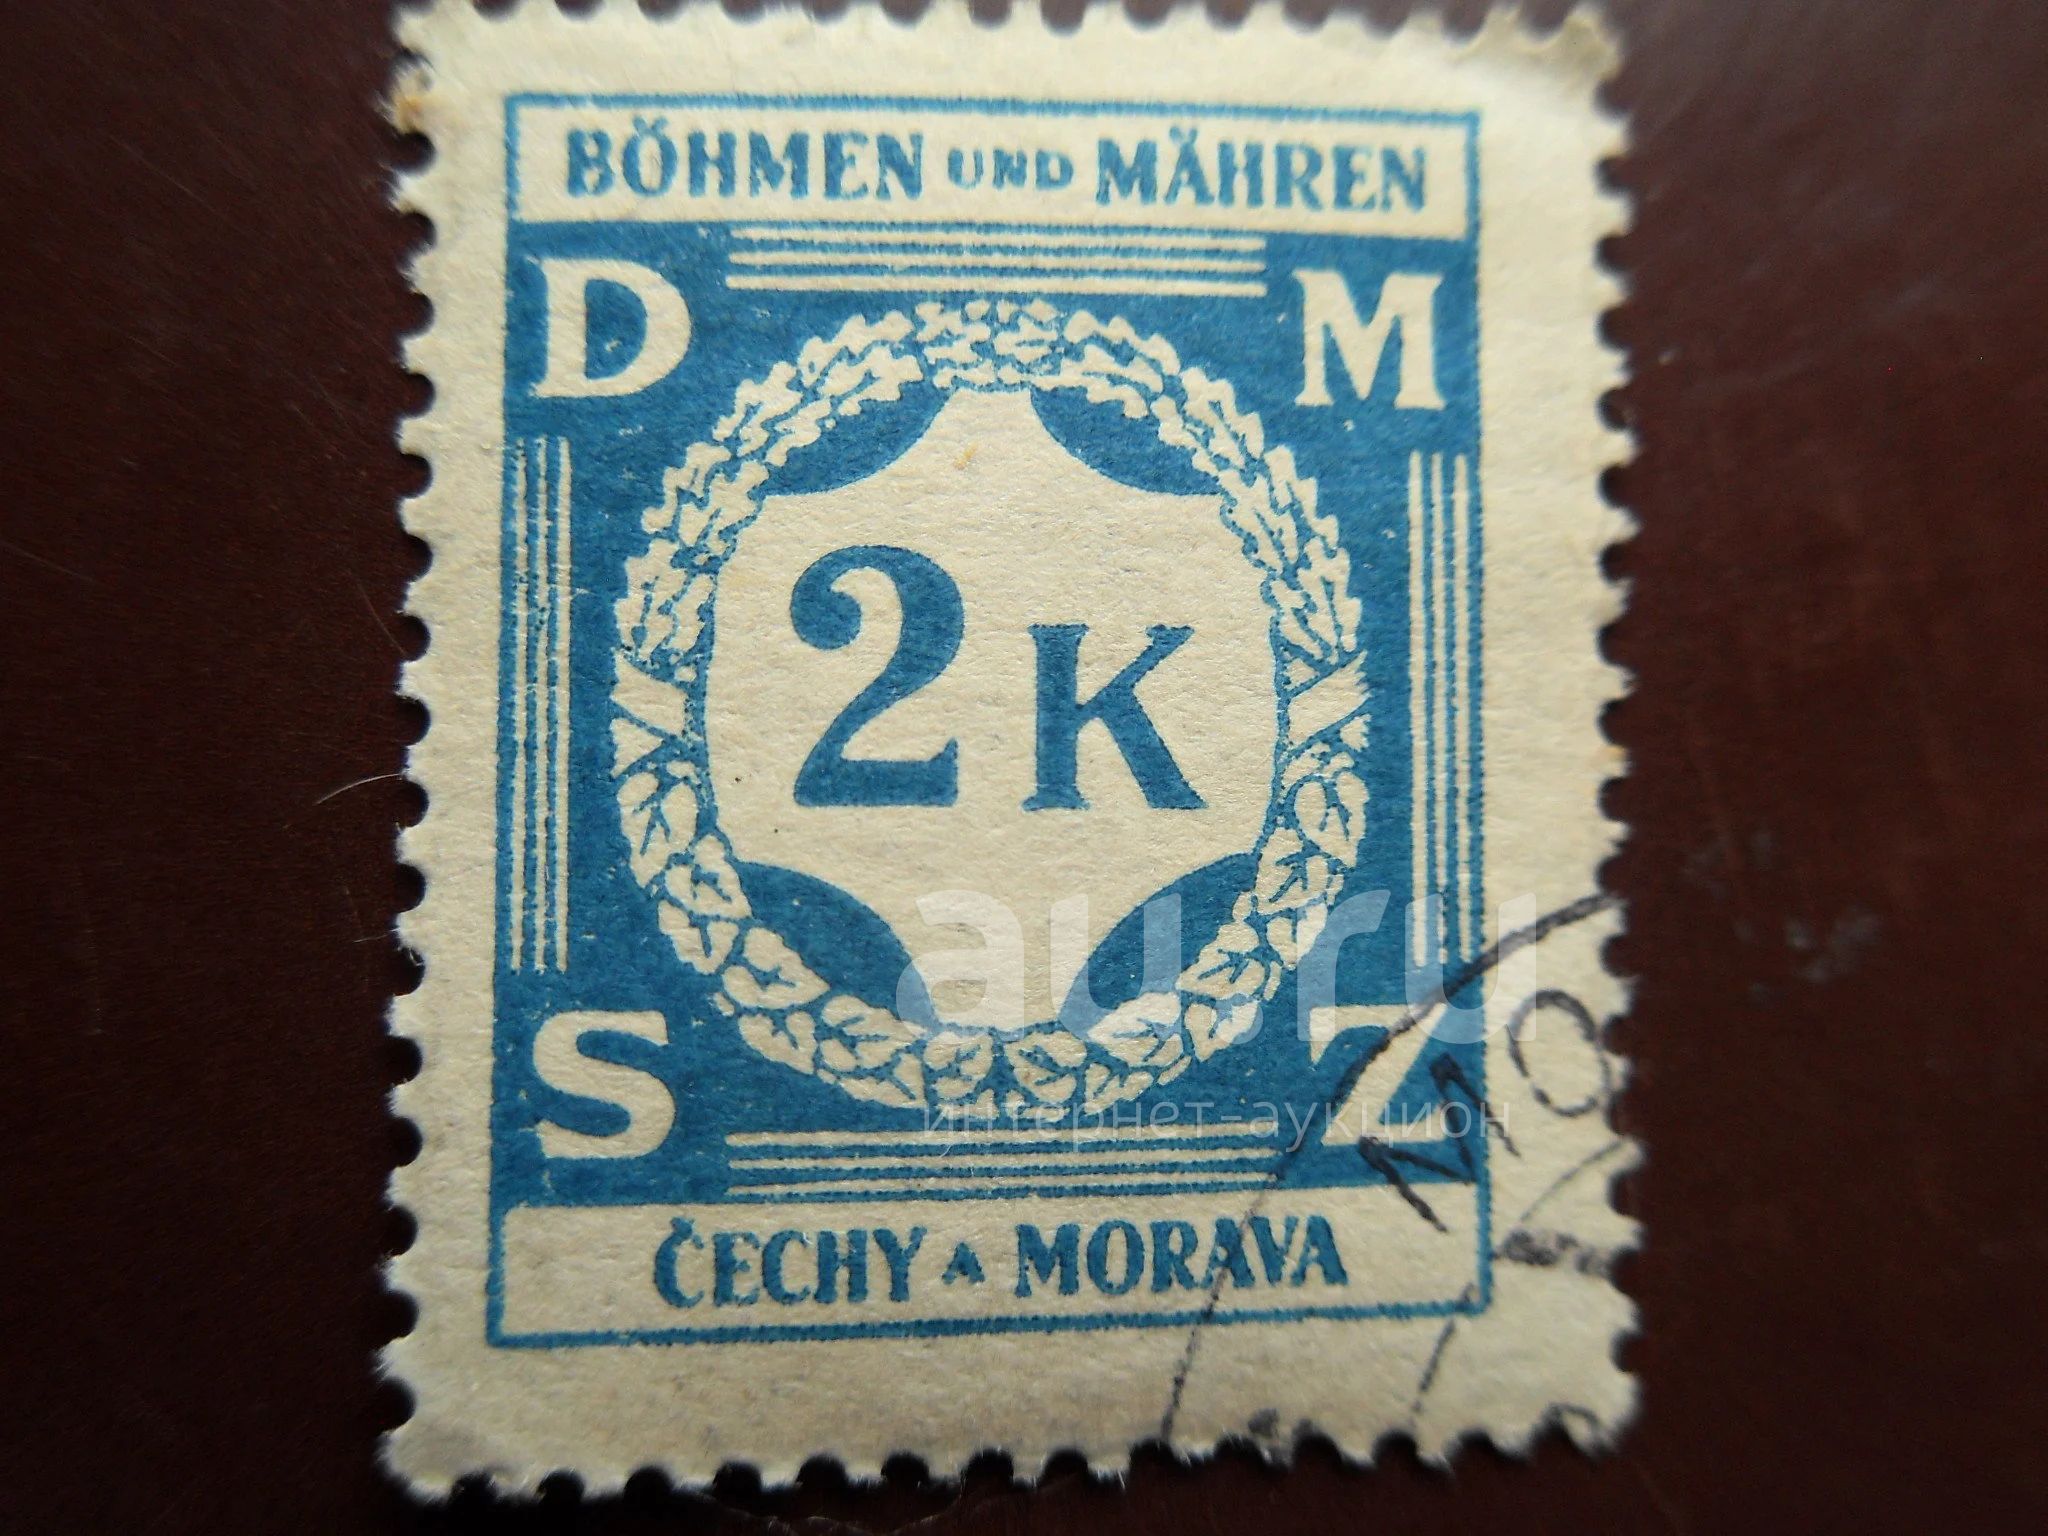 BÖHMEN UND MÄHREN
D M
2 K
au.ru
S Z
интернет-аукцион
ČECHY A MORAVA